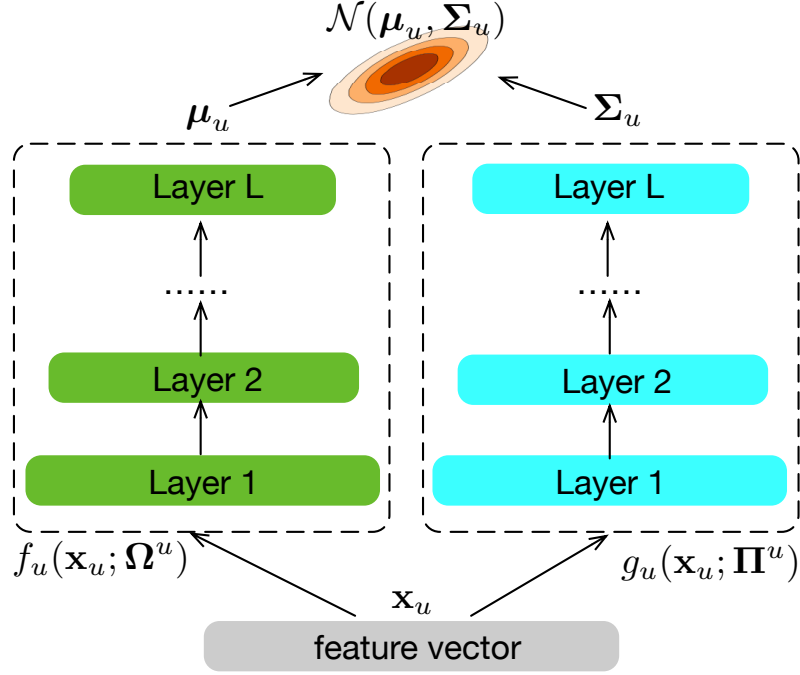 𝒩(μ_u, Σ_u)
μ_u
Σ_u
Layer L
......
Layer 2
Layer 1
f_u(x_u; Ω^u)
Layer L
......
Layer 2
Layer 1
g_u(x_u; Π^u)
x_u
feature vector